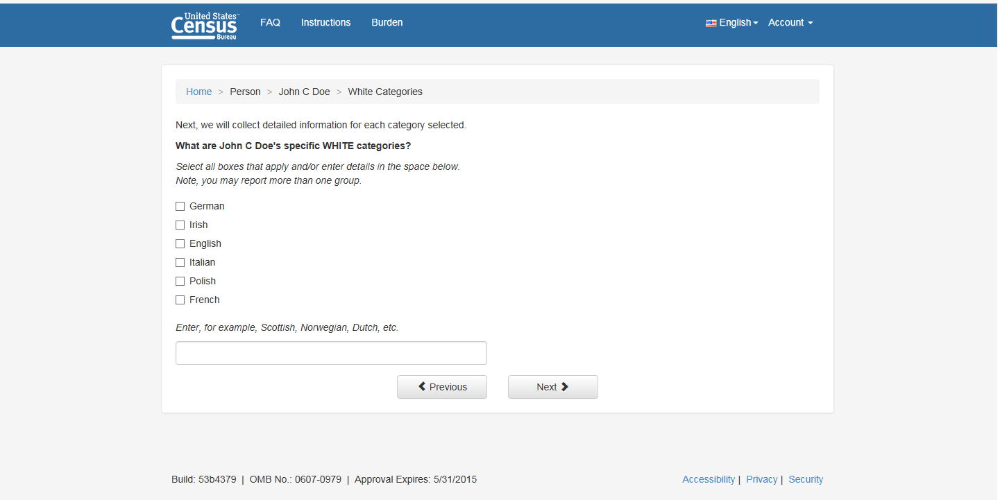 United States™
Census
Bureau
FAQ Instructions Burden
English Account
Home > Person > John C Doe > White Categories
Next, we will collect detailed information for each category selected.
What are John C Doe's specific WHITE categories?
Select all boxes that apply and/or enter details in the space below.
Note, you may report more than one group.
German
Irish
English
Italian
Polish
French
Enter, for example, Scottish, Norwegian, Dutch, etc.
Previous Next
Build: 53b4379 | OMB No.: 0607-0979 | Approval Expires: 5/31/2015 Accessibility | Privacy | Security